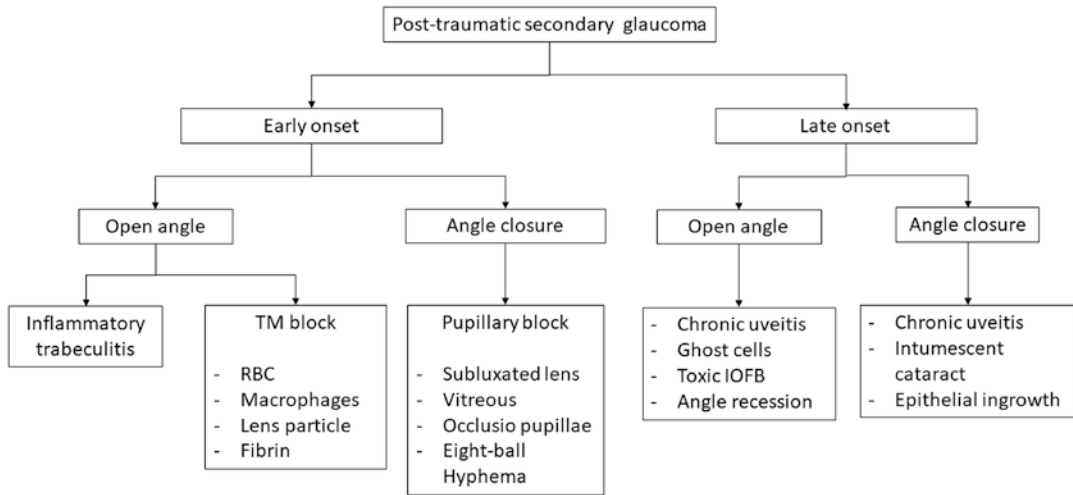 Post-traumatic secondary glaucoma
Early onset
Late onset
Open angle
Angle closure
Open angle
Angle closure
Inflammatory
trabeculitis
TM block
- RBC
- Macrophages
- Lens particle
- Fibrin
Pupillary block
- Subluxated lens
- Vitreous
- Occlusio pupillae
- Eight-ball
Hyphema
- Chronic uveitis
- Ghost cells
- Toxic IOFB
- Angle recession
- Chronic uveitis
- Intumescent
cataract
- Epithelial ingrowth